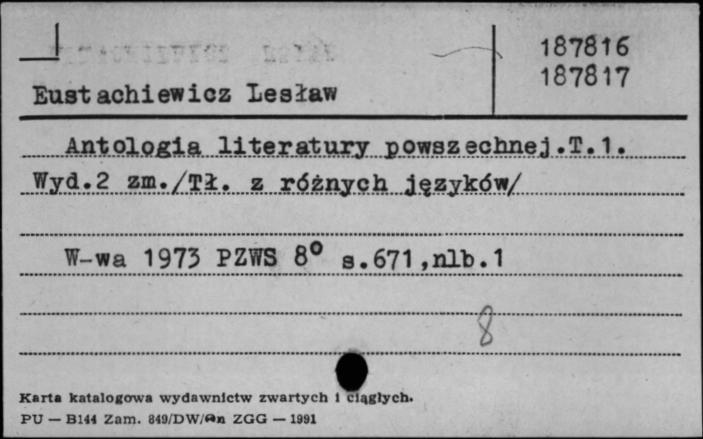 187816
187817
Eustachiewicz Lesław
Antologia literatury powszechnej.T.1.
Wyd.2 zm./Tł. z różnych języków/
W-wa 1973 PZWS 8° s.671,nlb.1
8
Karta katalogowa wydawnictw zwartych i ciągłych.
PU — B144 Zam. 849/DW/An ZGG — 1991